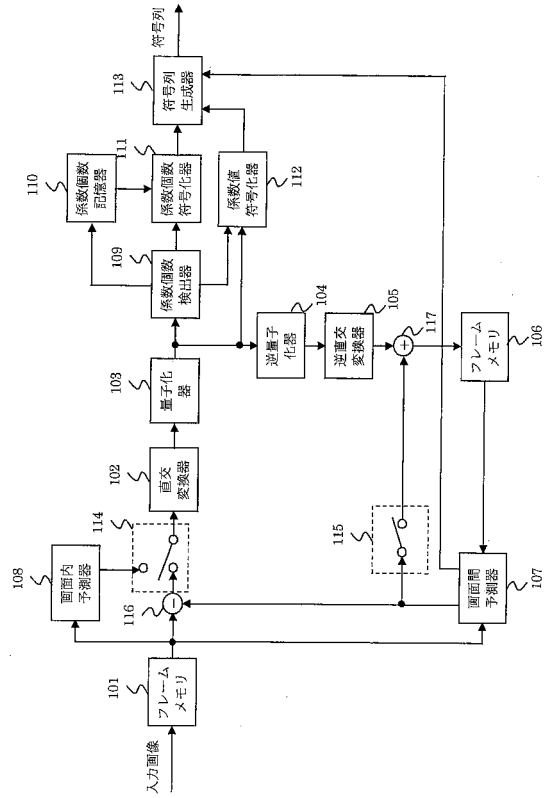 入力画像
101
フレーム
メモリ
108
画面内
予測器
116
−
114
102
直交
変換器
103
量子化
器
109
係数個数
検出器
110
係数個数
記憶器
111
係数個数
符号化器
112
係数値
符号化器
113
符号列
生成器
符号列
104
逆量子
化器
105
逆直交
変換器
117
+
115
106
フレーム
メモリ
107
画面間
予測器